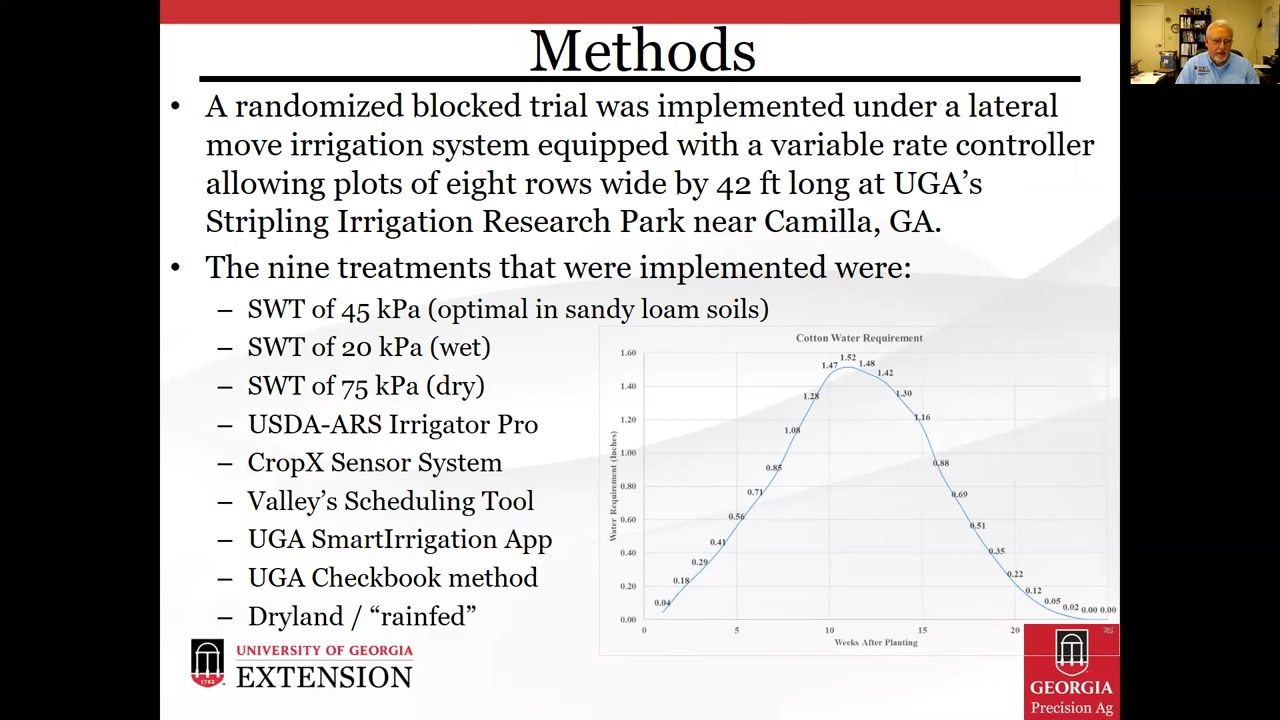 Methods
• A randomized blocked trial was implemented under a lateral
move irrigation system equipped with a variable rate controller
allowing plots of eight rows wide by 42 ft long at UGA’s
Stripling Irrigation Research Park near Camilla, GA.
• The nine treatments that were implemented were:
– SWT of 45 kPa (optimal in sandy loam soils)
– SWT of 20 kPa (wet)
– SWT of 75 kPa (dry)
– USDA-ARS Irrigator Pro
– CropX Sensor System
– Valley’s Scheduling Tool
– UGA SmartIrrigation App
– UGA Checkbook method
– Dryland / “rainfed”
Cotton Water Requirement
Water Requirement (Inches)
1.60
1.40
1.20
1.00
0.80
0.60
0.40
0.20
0.00
0.04
0.18
0.29
0.41
0.56
0.71
0.85
1.08
1.28
1.47
1.52
1.48
1.42
1.30
1.16
0.88
0.69
0.51
0.35
0.22
0.12
0.05
0.02
0.00
0.00
0 5 10 15 20 25
Weeks After Planting
1785
UNIVERSITY OF GEORGIA
EXTENSION
GEORGIA
Precision Ag